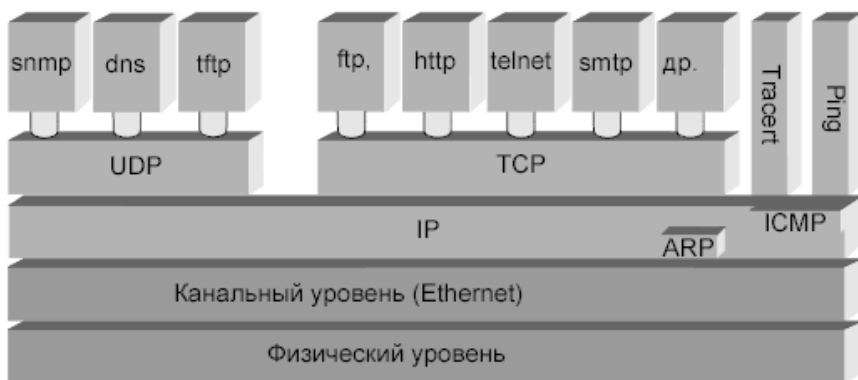 snmp dns tftp ftp, http telnet smtp др. Tracert Ping
UDP TCP
IP ICMP
ARP
Канальный уровень (Ethernet)
Физический уровень